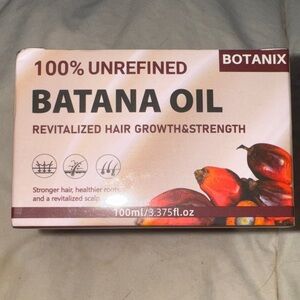 BOTANIX
100% UNREFINED
BATANA OIL
REVITALIZED HAIR GROWTH&STRENGTH
Stronger hair, healthier roots
and a revitalized scalp
100ml/3.375fl.oz